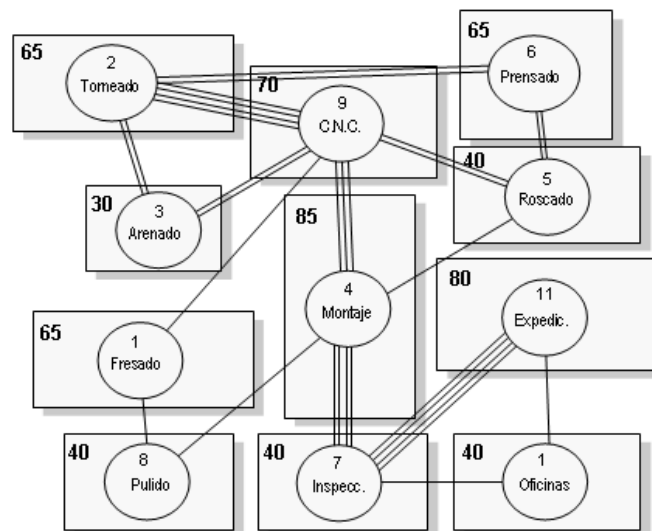 65
2
Torneado
65
6
Prensado
70
9
C.N.C.
30
3
Arenado
40
5
Roscado
85
4
Montaje
80
11
Expedic.
65
1
Fresado
40
8
Pulido
40
7
Inspecc.
40
1
Oficinas